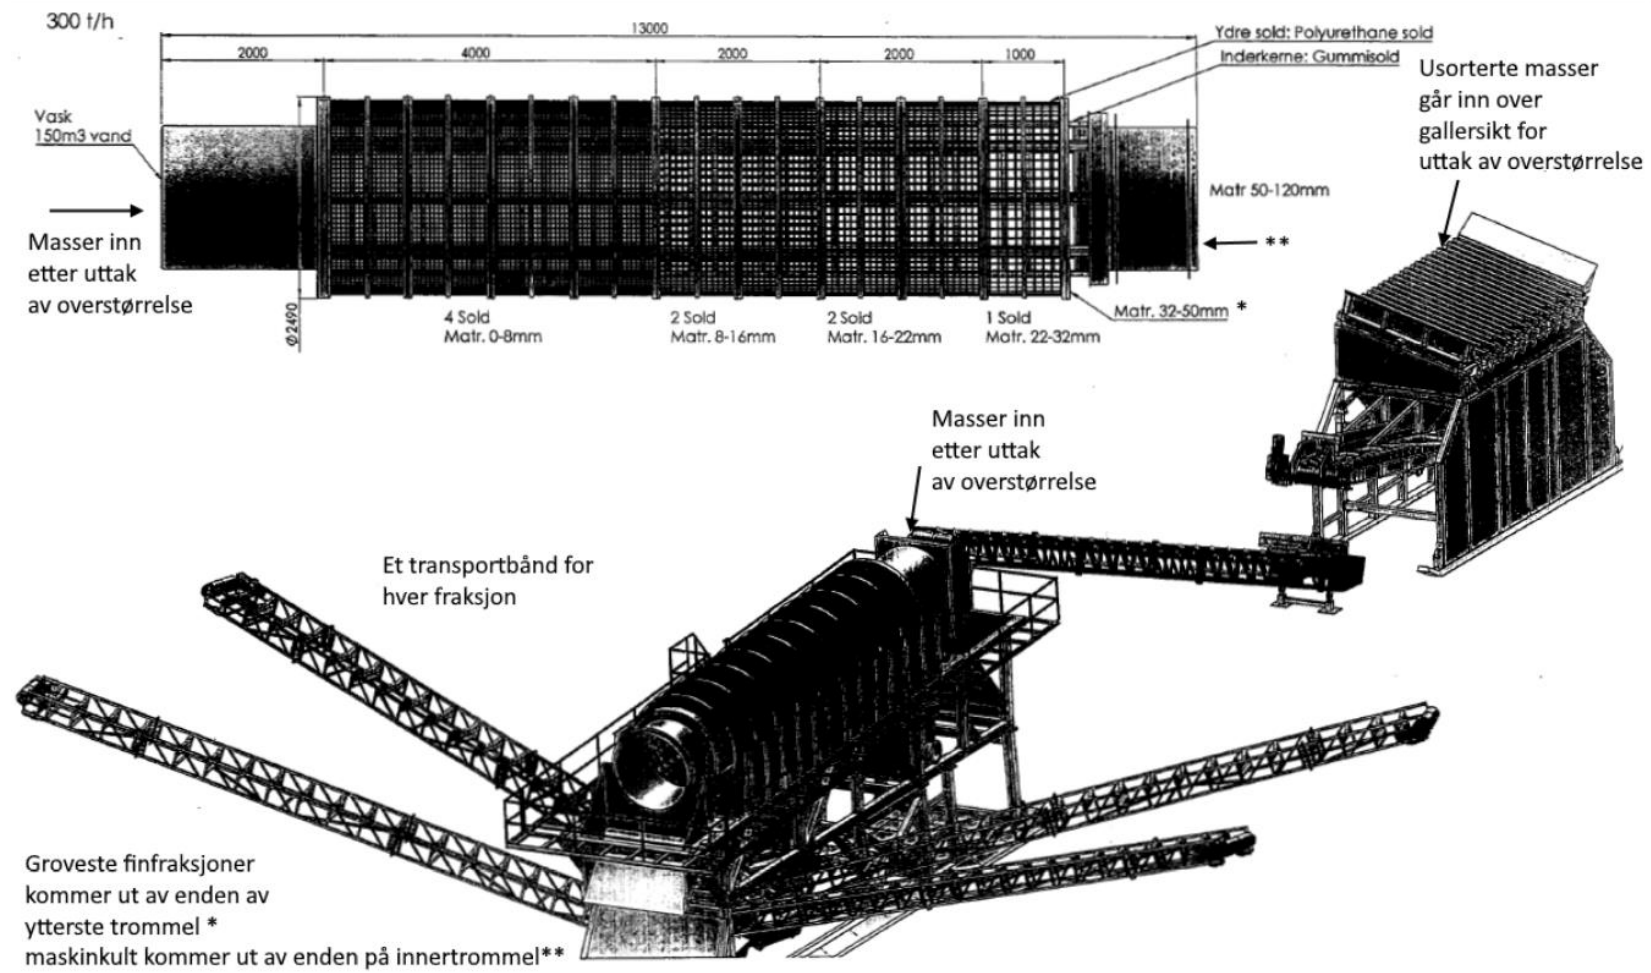 300 t/h
13000
2000
4000
2000
2000
1000
Ydre sold: Polyurethane sold
Inderkerne: Gummisold
Usorterte masser
går inn over
gallersikt for
uttak av overstørrelse
Vask
150m3 vand
Matr 50-120mm
Masser inn
etter uttak
av overstørrelse
**
Ø2490
4 Sold
Matr. 0-8mm
2 Sold
Matr. 8-16mm
2 Sold
Matr. 16-22mm
1 Sold
Matr. 22-32mm
Matr. 32-50mm *
Masser inn
etter uttak
av overstørrelse
Et transportbånd for
hver fraksjon
Groveste finfraksjoner
kommer ut av enden av
ytterste trommel *
maskinkult kommer ut av enden på innertrommel**